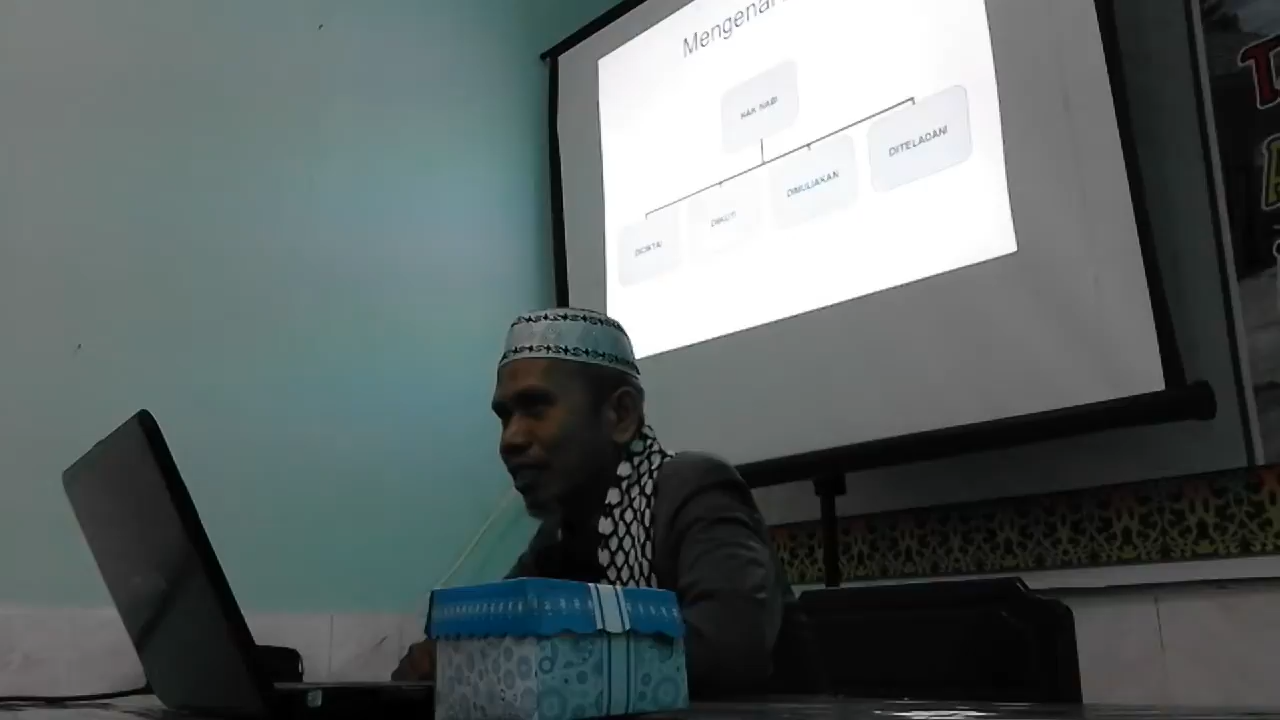 Mengenal
HAK NABI
DICINTAI
DIIKUTI
DIMULIAKAN
DITELADANI